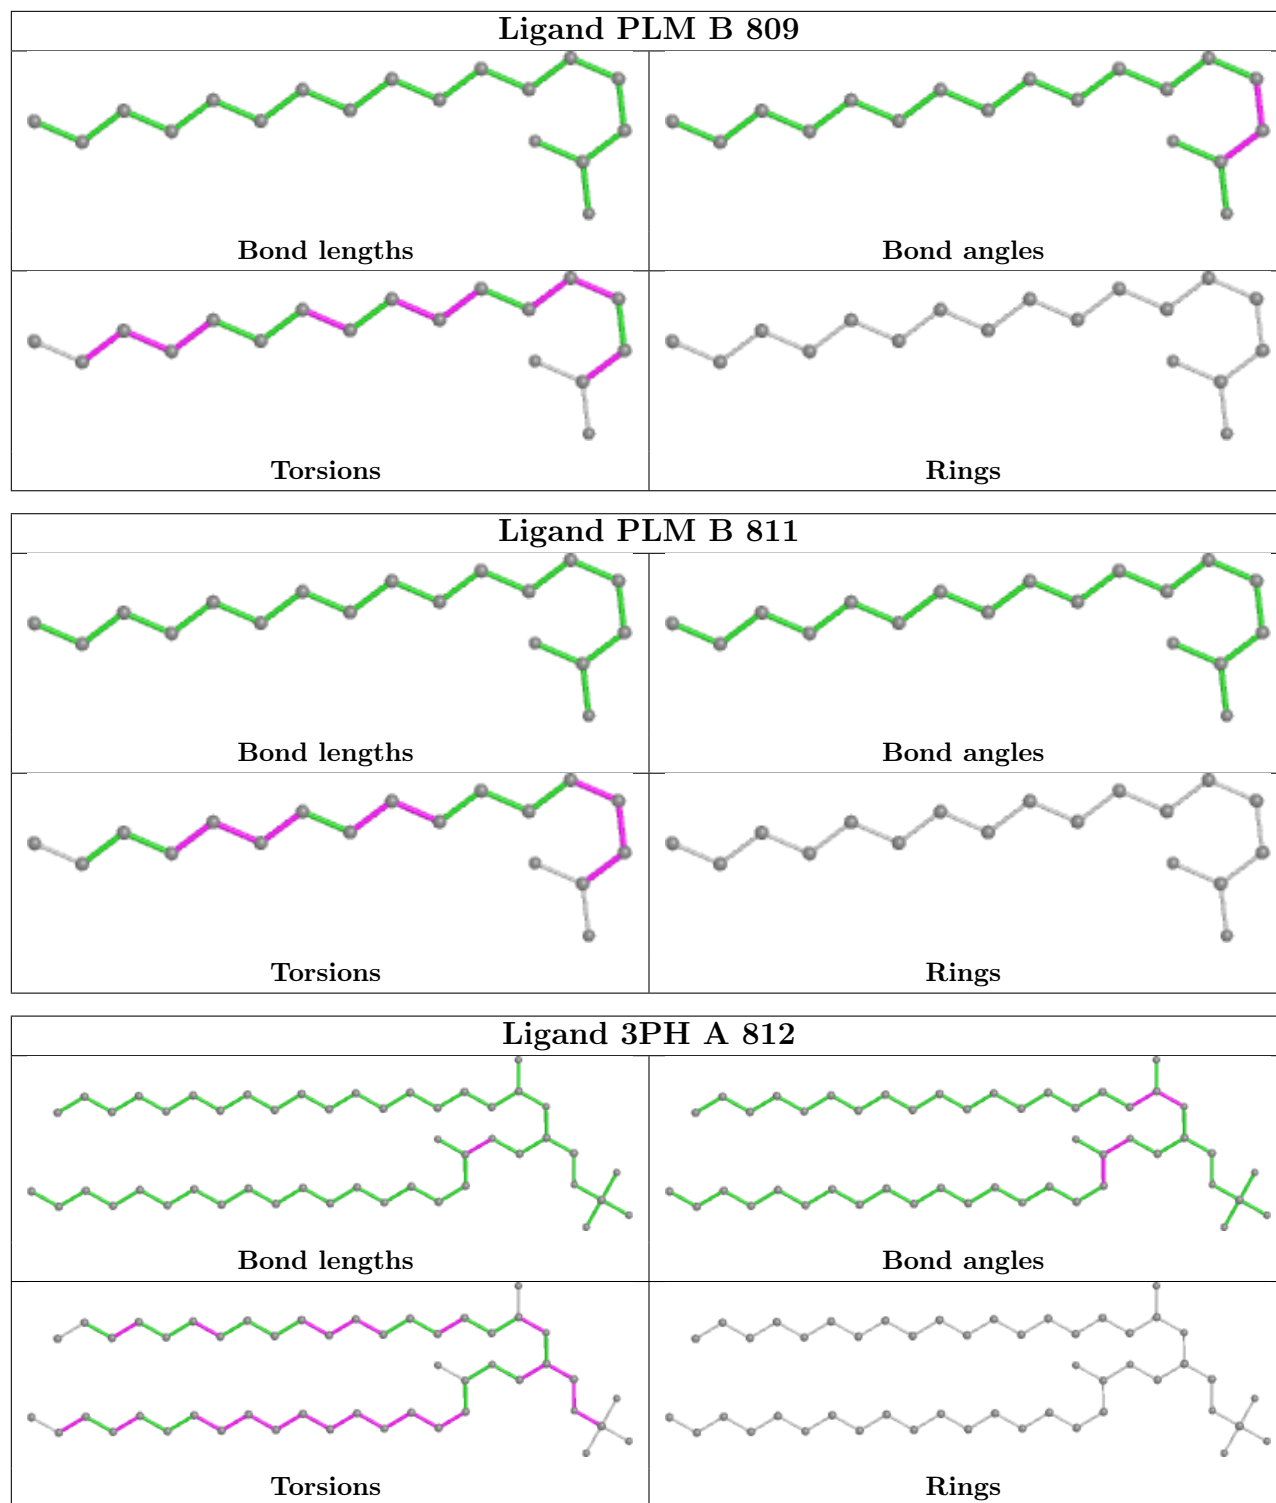 Ligand PLM B 809
Bond lengths
Bond angles
Torsions
Rings
Ligand PLM B 811
Bond lengths
Bond angles
Torsions
Rings
Ligand 3PH A 812
Bond lengths
Bond angles
Torsions
Rings